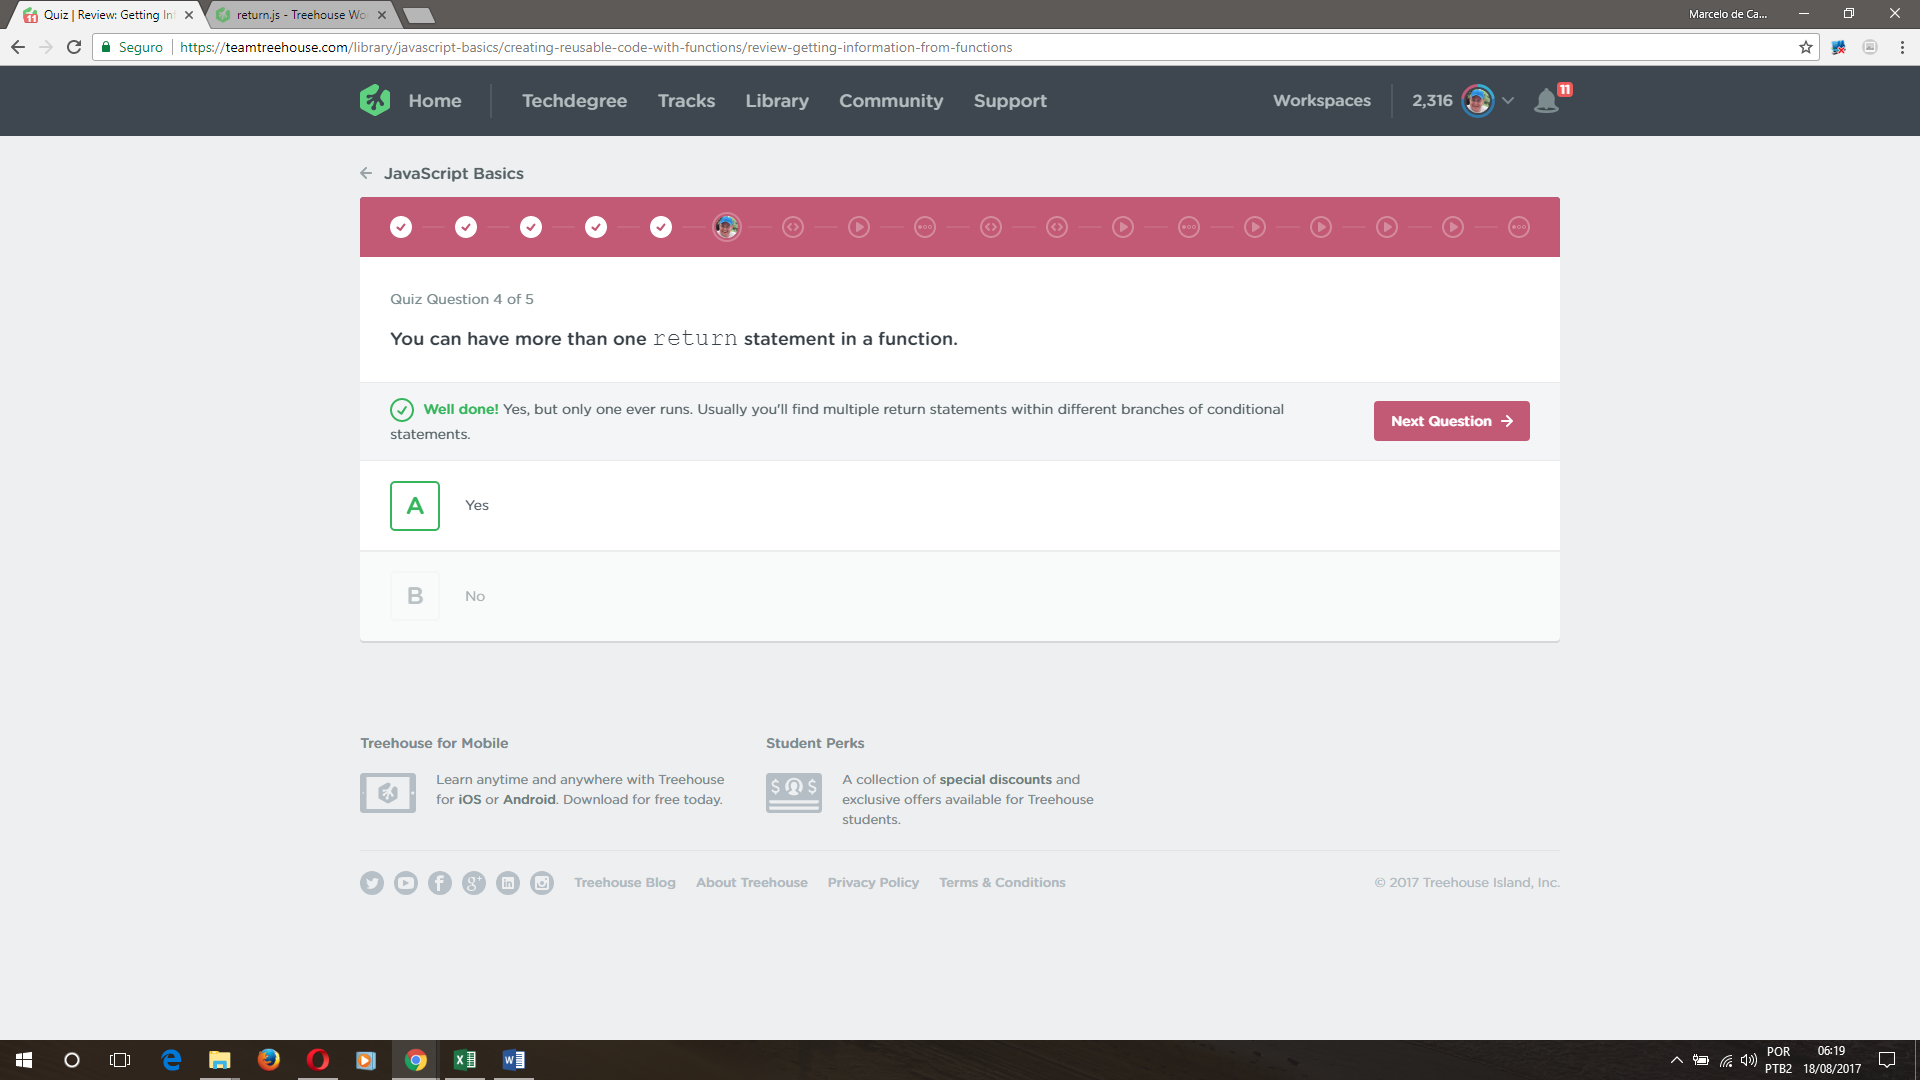 Quiz | Review: Getting Inf
return.js - Treehouse Wo
Marcelo de Ca...
Seguro
https://teamtreehouse.com/library/javascript-basics/creating-reusable-code-with-functions/review-getting-information-from-functions
Home
Techdegree
Tracks
Library
Community
Support
Workspaces
2,316
11
JavaScript Basics
Quiz Question 4 of 5
You can have more than one return statement in a function.
Well done! Yes, but only one ever runs. Usually you'll find multiple return statements within different branches of conditional
statements.
Next Question
A
Yes
B
No
Treehouse for Mobile
Learn anytime and anywhere with Treehouse
for iOS or Android. Download for free today.
Student Perks
A collection of special discounts and
exclusive offers available for Treehouse
students.
Treehouse Blog
About Treehouse
Privacy Policy
Terms & Conditions
© 2017 Treehouse Island, Inc.
POR
PTB2
06:19
18/08/2017